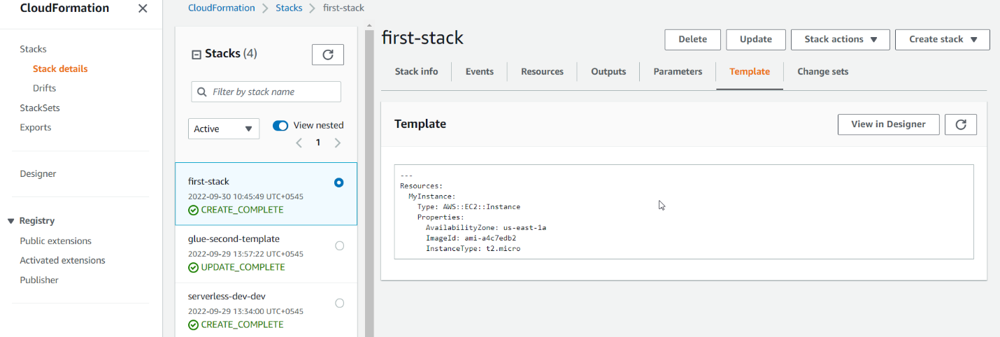 CloudFormation
Stacks
Stack details
Drifts
StackSets
Exports
Designer
Registry
Public extensions
Activated extensions
Publisher
CloudFormation > Stacks > first-stack
Stacks (4)
Filter by stack name
Active
View nested
1
first-stack
2022-09-30 10:45:49 UTC+0545
CREATE_COMPLETE
glue-second-template
2022-09-29 13:57:22 UTC+0545
UPDATE_COMPLETE
serverless-dev-dev
2022-09-29 13:34:00 UTC+0545
CREATE_COMPLETE
first-stack
Delete Update Stack actions Create stack
Stack info Events Resources Outputs Parameters Template Change sets
Template
View in Designer
---
Resources:
  MyInstance:
    Type: AWS::EC2::Instance
    Properties:
      AvailabilityZone: us-east-1a
      ImageId: ami-a4c7edb2
      InstanceType: t2.micro